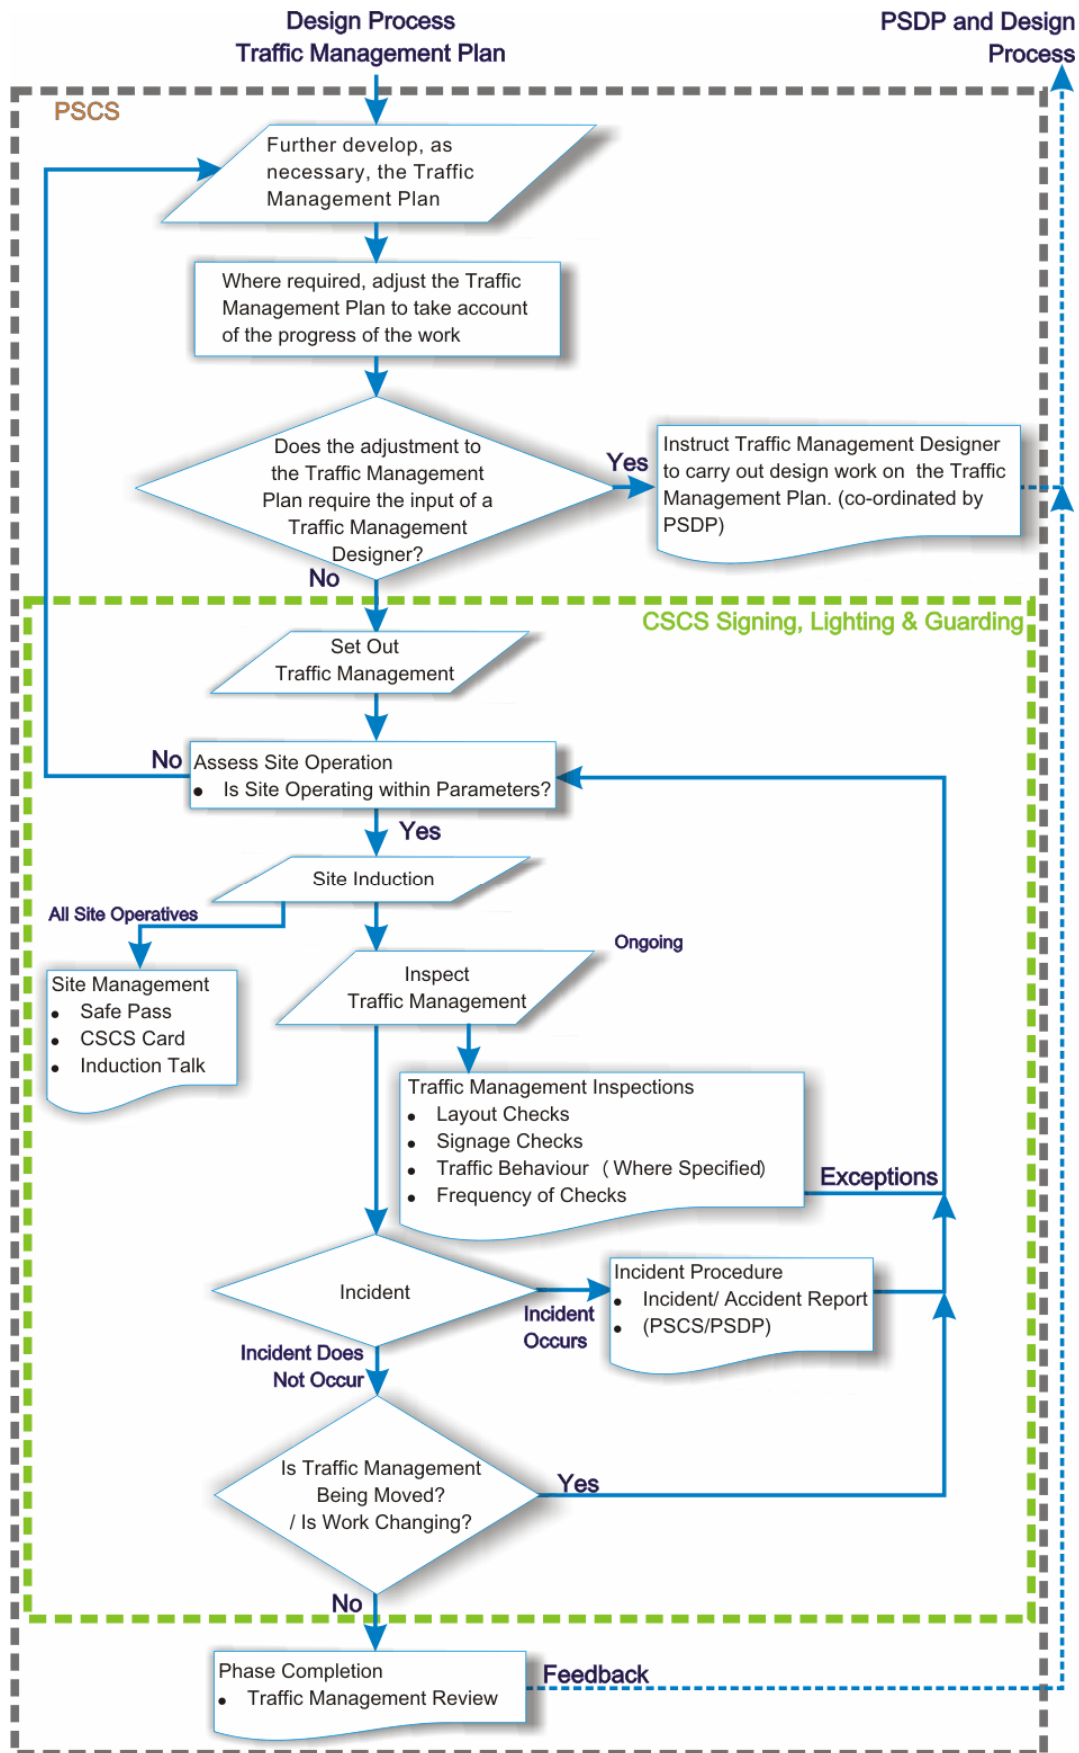 Design Process
Traffic Management Plan
PSDP and Design
Process
PSCS
Further develop, as
necessary, the Traffic
Management Plan
Where required, adjust the Traffic
Management Plan to take account
of the progress of the work
Does the adjustment to
the Traffic Management
Plan require the input of a
Traffic Management
Designer?
Yes
Instruct Traffic Management Designer
to carry out design work on the Traffic
Management Plan. (co-ordinated by
PSDP)
No
CSCS Signing, Lighting & Guarding
Set Out
Traffic Management
No
Assess Site Operation
• Is Site Operating within Parameters?
Yes
Site Induction
All Site Operatives
Ongoing
Site Management
• Safe Pass
• CSCS Card
• Induction Talk
Inspect
Traffic Management
Traffic Management Inspections
• Layout Checks
• Signage Checks
• Traffic Behaviour (Where Specified)
• Frequency of Checks
Exceptions
Incident
Incident
Occurs
Incident Procedure
• Incident/ Accident Report
• (PSCS/PSDP)
Incident Does
Not Occur
Is Traffic Management
Being Moved?
/ Is Work Changing?
Yes
No
Phase Completion
• Traffic Management Review
Feedback